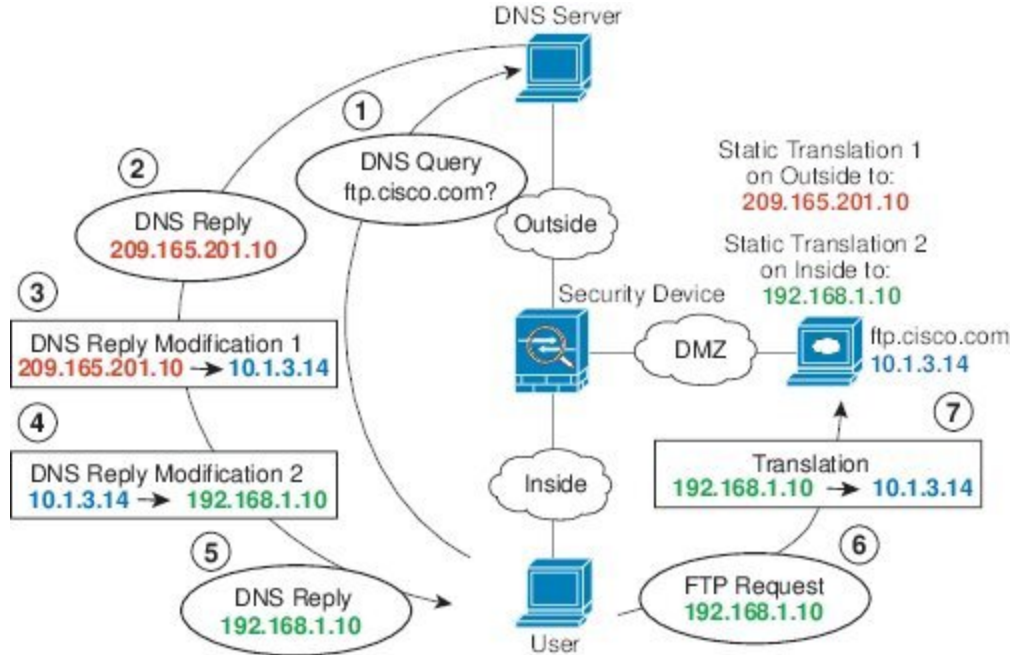 DNS Server
1
DNS Query
ftp.cisco.com?
2
DNS Reply
209.165.201.10
Outside
Static Translation 1
on Outside to:
209.165.201.10
Static Translation 2
on Inside to:
192.168.1.10
3
DNS Reply Modification 1
209.165.201.10 → 10.1.3.14
Security Device
DMZ
ftp.cisco.com
10.1.3.14
4
DNS Reply Modification 2
10.1.3.14 → 192.168.1.10
Inside
7
Translation
192.168.1.10 → 10.1.3.14
5
DNS Reply
192.168.1.10
6
FTP Request
192.168.1.10
User